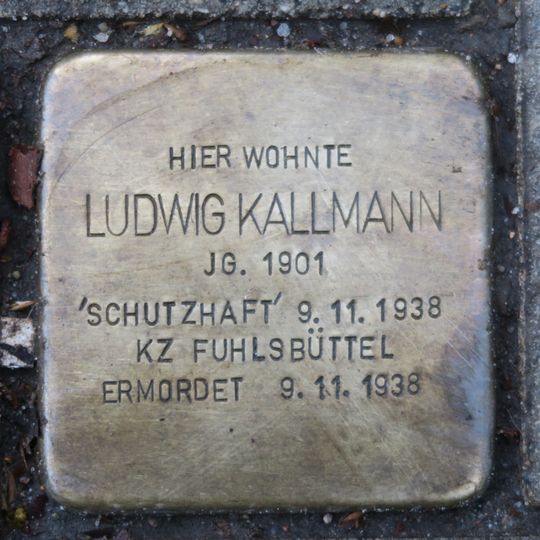 HIER WOHNTE
LUDWIG KALLMANN
JG. 1901
'SCHUTZHAFT' 9.11.1938
KZ FUHLSBÜTTEL
ERMORDET 9.11.1938